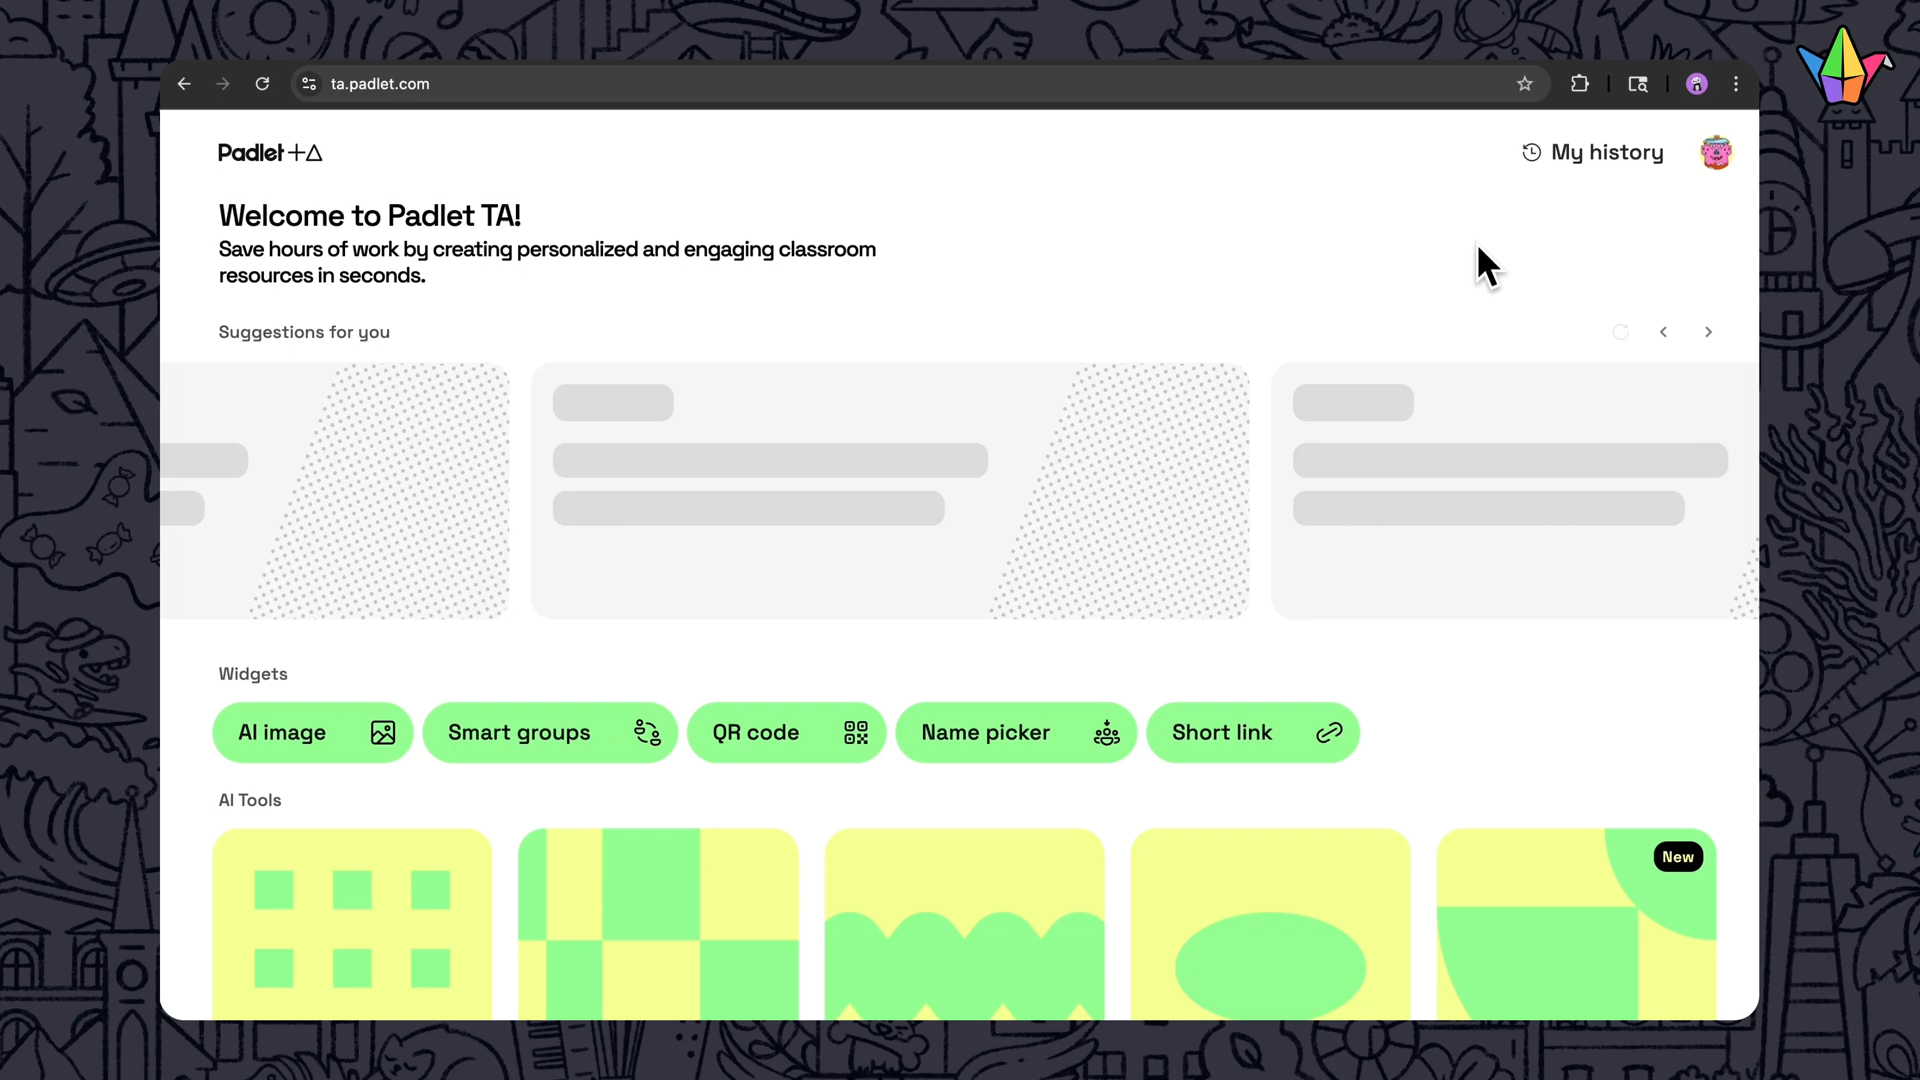 ta.padlet.com
Padlet
My history
Welcome to Padlet TA!
Save hours of work by creating personalized and engaging classroom
resources in seconds.
Suggestions for you
Widgets
AI image
Smart groups
QR code
Name picker
Short link
AI Tools
New